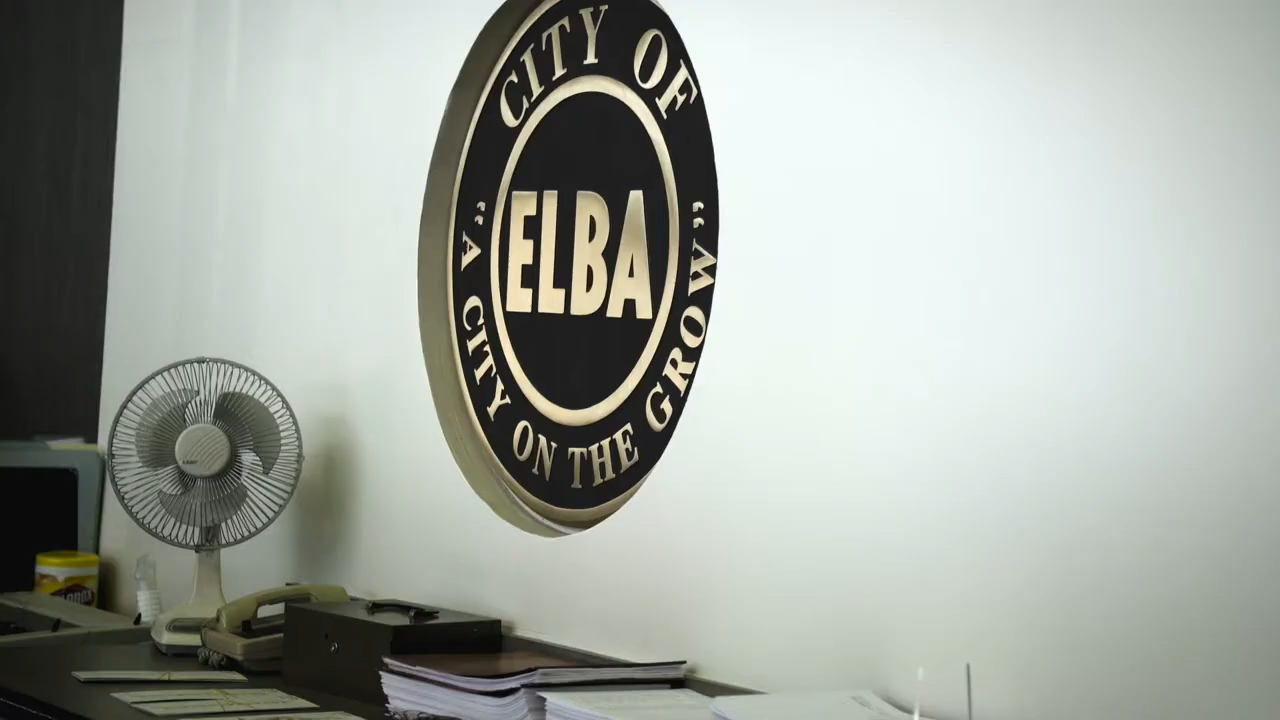 CITY OF
ELBA
“A CITY ON THE GROW”